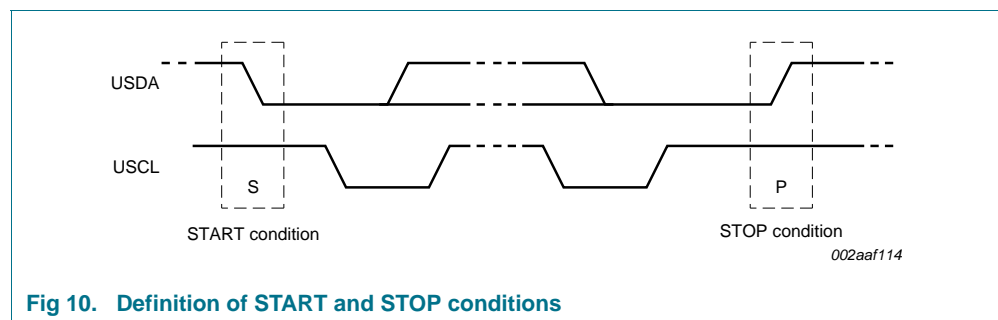 USDA
USCL
S
P
START condition
STOP condition
002aaf114
Fig 10. Definition of START and STOP conditions